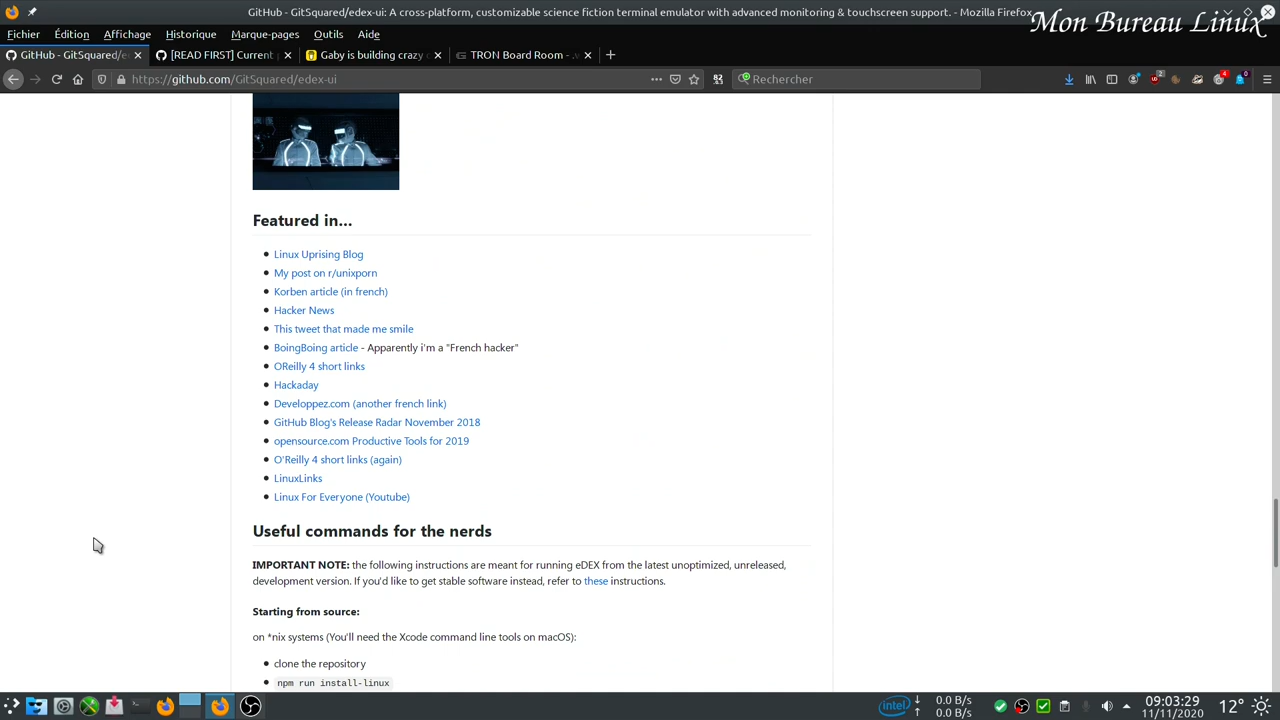 GitHub - GitSquared/edex-ui: A cross-platform, customizable science fiction terminal emulator with advanced monitoring & touchscreen support. - Mozilla Firefox
Mon Bureau Linux
Fichier Édition Affichage Historique Marque-pages Outils Aide
GitHub - GitSquared/e
[READ FIRST] Current
Gaby is building crazy
TRON Board Room - .
https://github.com/GitSquared/edex-ui
Rechercher
2
4
0
Featured in...
Linux Uprising Blog
My post on r/unixporn
Korben article (in french)
Hacker News
This tweet that made me smile
BoingBoing article - Apparently i'm a "French hacker"
OReilly 4 short links
Hackaday
Developpez.com (another french link)
GitHub Blog's Release Radar November 2018
opensource.com Productive Tools for 2019
O'Reilly 4 short links (again)
LinuxLinks
Linux For Everyone (Youtube)
Useful commands for the nerds
IMPORTANT NOTE: the following instructions are meant for running eDEX from the latest unoptimized, unreleased,
development version. If you'd like to get stable software instead, refer to these instructions.
Starting from source:
on *nix systems (You'll need the Xcode command line tools on macOS):
clone the repository
npm run install-linux
intel
0.0 B/s
0.0 B/s
09:03:29
11/11/2020
12°